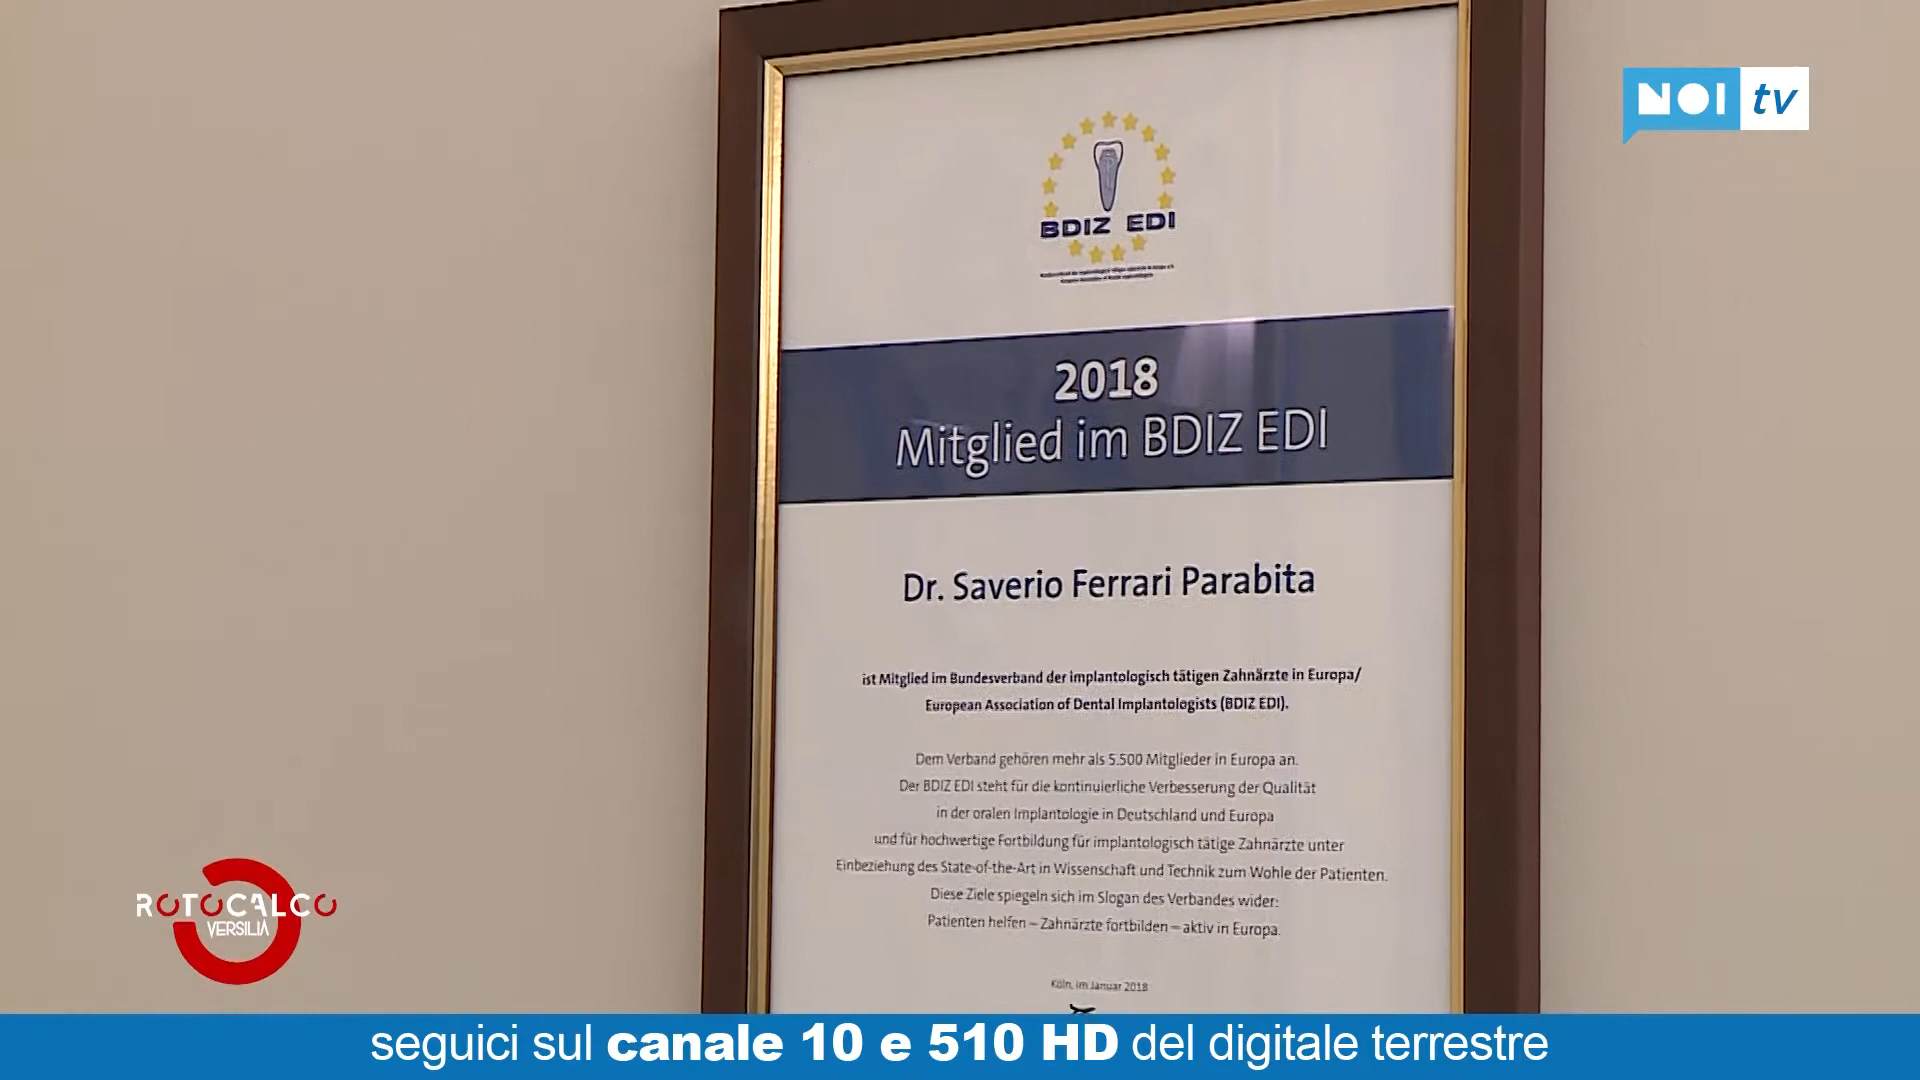 NOI tv
BDIZ EDI
2018
Mitglied im BDIZ EDI
Dr. Saverio Ferrari Parabita
ist Mitglied im Bundesverband der implantologisch tätigen Zahnärzte in Europa/
European Association of Dental Implantologists (BDIZ EDI).
Dem Verband gehören mehr als 5.500 Mitglieder in Europa an.
Der BDIZ EDI steht für die kontinuierliche Verbesserung der Qualität
in der oralen Implantologie in Deutschland und Europa
und für hochwertige Fortbildung für implantologisch tätige Zahnärzte unter
Einbeziehung des State-of-the-Art in Wissenschaft und Technik zum Wohle der Patienten.
Diese Ziele spiegeln sich im Slogan des Verbandes wider:
Patienten helfen – Zahnärzte fortbilden – aktiv in Europa.
Köln, im Januar 2018
ROTOCALCO
VERSILIA
seguici sul canale 10 e 510 HD del digitale terrestre